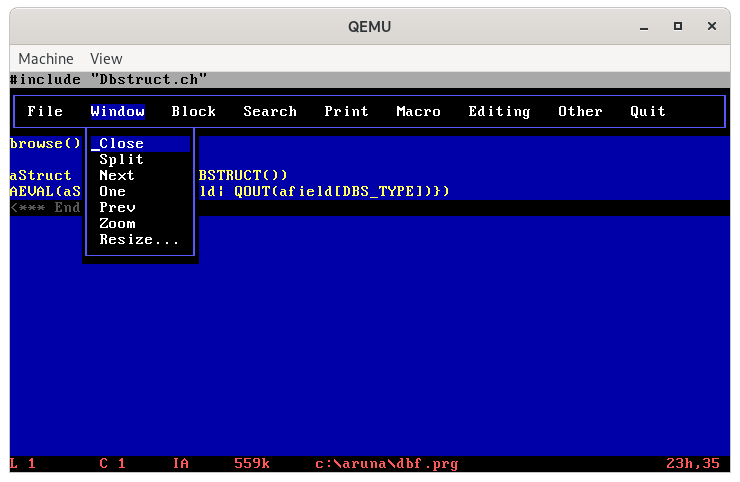 QEMU
Machine View
#include "Dbstruct.ch"
File Window Block Search Print Macro Editing Other Quit
browse() Close
Split
aStruct Next BSTRUCT())
AEVAL(aS One ld| QOUT(afield[DBS_TYPE])})
<*** End Prev
Zoom
Resize...
L 1 C 1 IA 559k c:\aruna\dbf.prg 23h,35